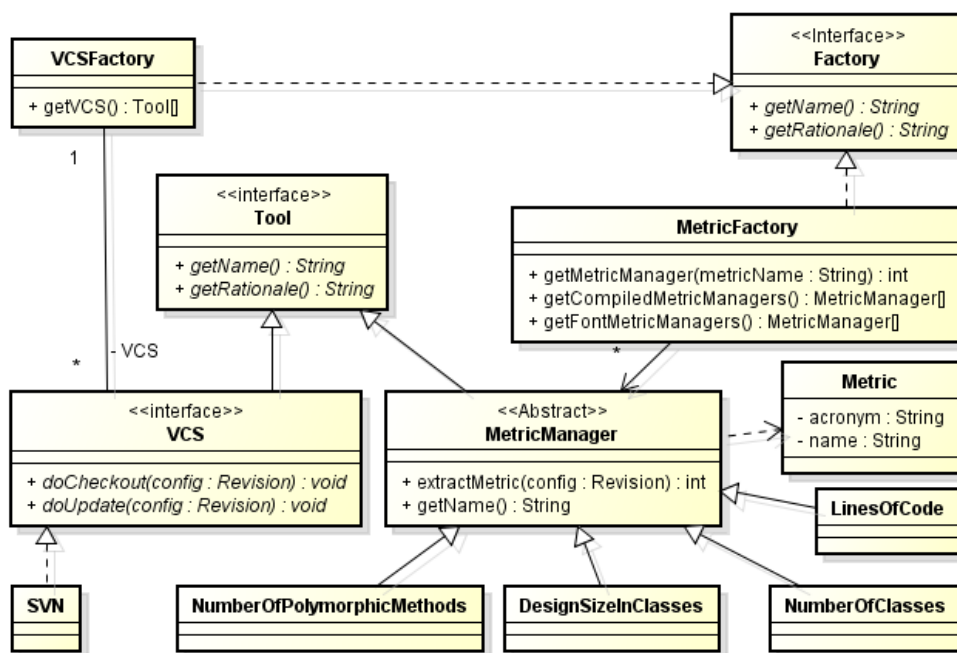 VCSFactory
+ getVCS() : Tool[]
<<Interface>>
Factory
+ getName() : String
+ getRationale() : String
1
<<interface>>
Tool
+ getName() : String
+ getRationale() : String
MetricFactory
+ getMetricManager(metricName : String) : int
+ getCompiledMetricManagers() : MetricManager[]
+ getFontMetricManagers() : MetricManager[]
*
- VCS
*
<<interface>>
VCS
+ doCheckout(config : Revision) : void
+ doUpdate(config : Revision) : void
<<Abstract>>
MetricManager
+ extractMetric(config : Revision) : int
+ getName() : String
Metric
- acronym : String
- name : String
LinesOfCode
SVN
NumberOfPolymorphicMethods
DesignSizeInClasses
NumberOfClasses